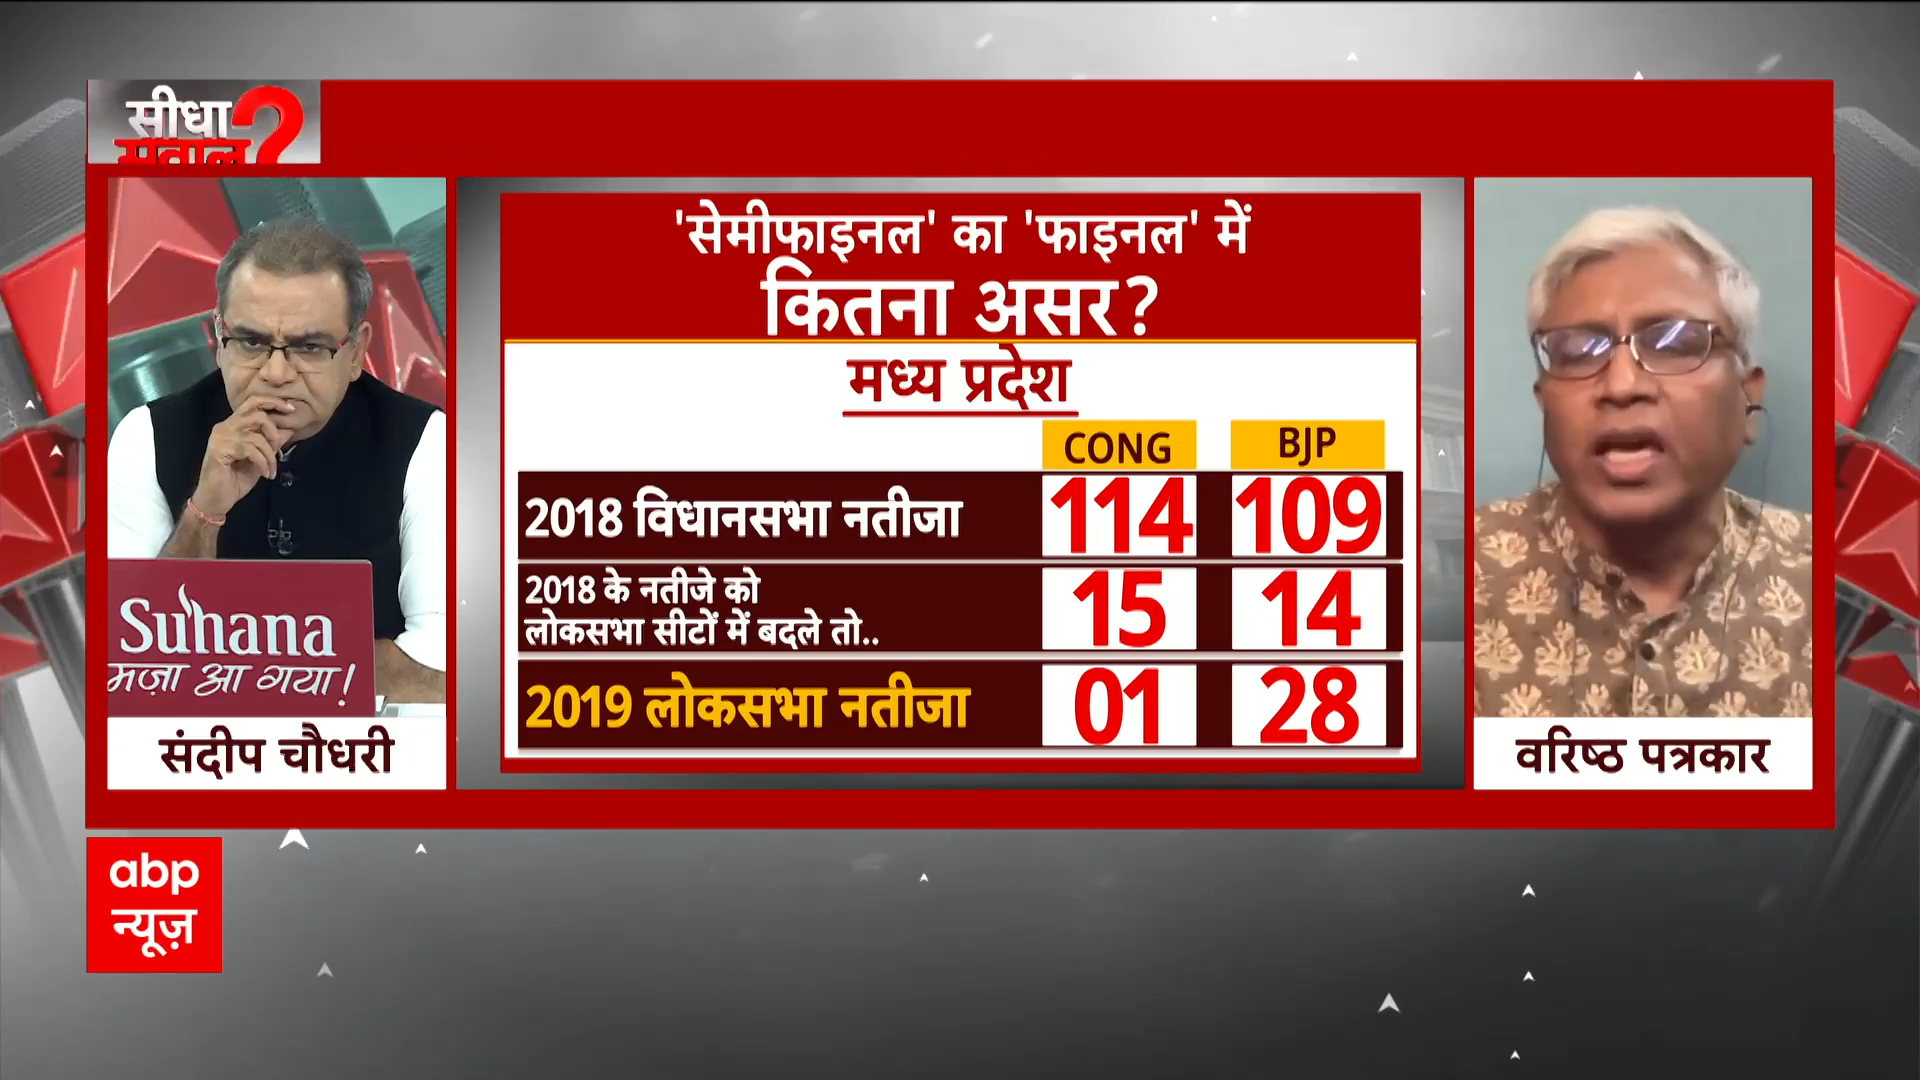 सीधा
सवाल?
'सेमीफाइनल' का 'फाइनल' में
कितना असर?
मध्य प्रदेश
CONG BJP
2018 विधानसभा नतीजा 114 109
2018 के नतीजे को
लोकसभा सीटों में बदले तो.. 15 14
2019 लोकसभा नतीजा 01 28
Suhana
मज़ा आ गया!
संदीप चौधरी
वरिष्ठ पत्रकार
abp
न्यूज़